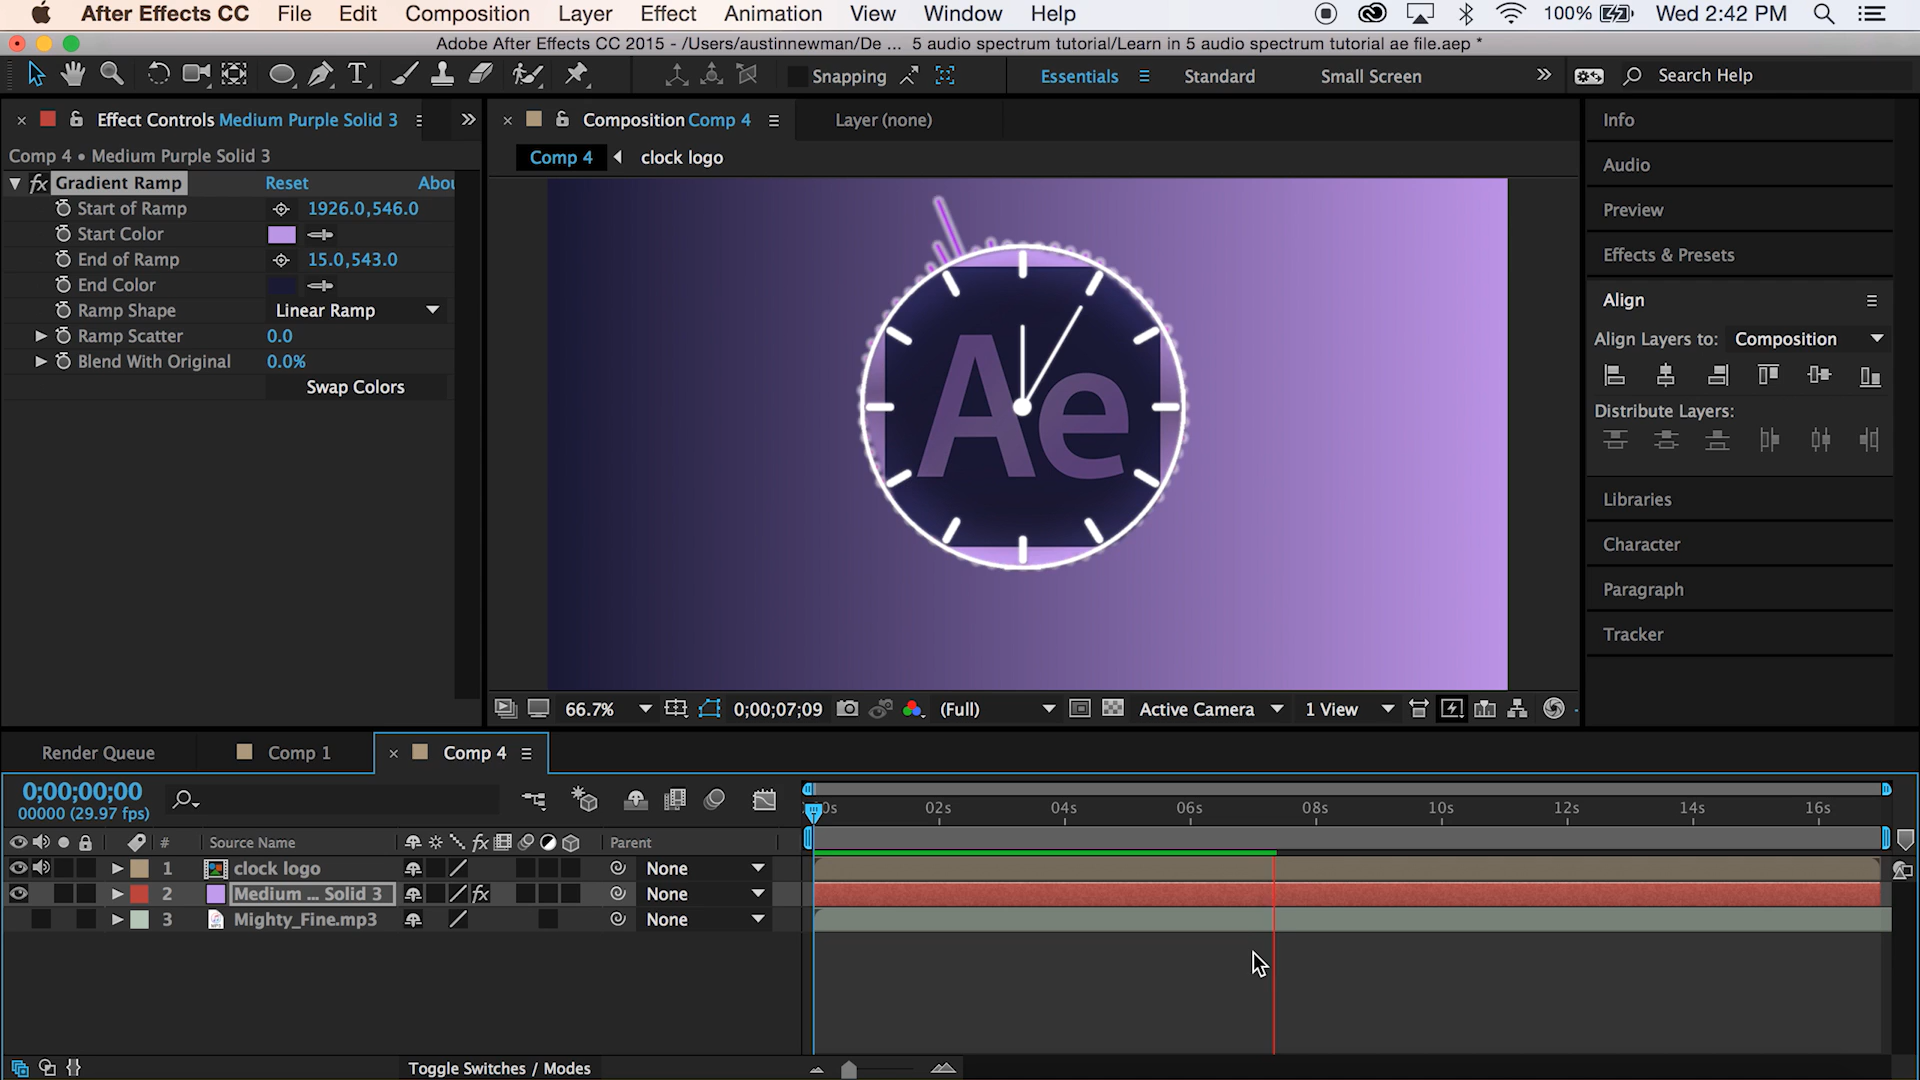 After Effects CC File Edit Composition Layer Effect Animation View Window Help 100% Wed 2:42 PM
Adobe After Effects CC 2015 - /Users/austinnewman/De ... 5 audio spectrum tutorial/Learn in 5 audio spectrum tutorial ae file.aep *
T Snapping Essentials Standard Small Screen Search Help
Effect Controls Medium Purple Solid 3
Composition Comp 4 Layer (none)
Comp 4 • Medium Purple Solid 3
Comp 4 clock logo
fx Gradient Ramp Reset Abou
Start of Ramp 1926.0,546.0
Start Color
End of Ramp 15.0,543.0
End Color
Ramp Shape Linear Ramp
Ramp Scatter 0.0
Blend With Original 0.0%
Swap Colors
Ae
Info
Audio
Preview
Effects & Presets
Align
Align Layers to: Composition
Distribute Layers:
Libraries
Character
Paragraph
Tracker
66.7% 0;00;07;09 (Full) Active Camera 1 View
Render Queue Comp 1 Comp 4
0;00;00;00
00000 (29.97 fps)
0s 02s 04s 06s 08s 10s 12s 14s 16s
# Source Name fx Parent
1 clock logo None
2 Medium ... Solid 3 fx None
3 Mighty_Fine.mp3 None
Toggle Switches / Modes